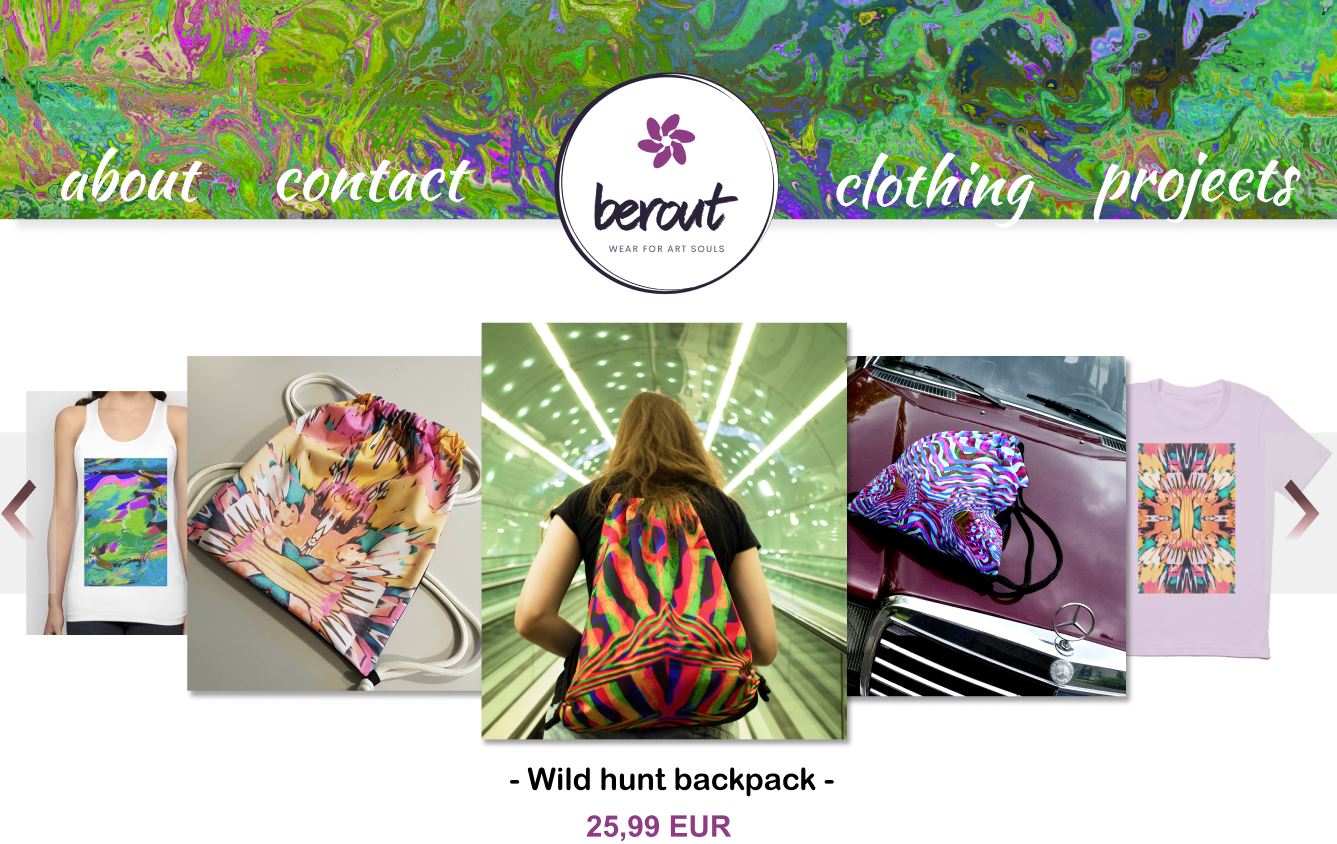 about contact clothing projects
berout
WEAR FOR ART SOULS
- Wild hunt backpack -
25,99 EUR